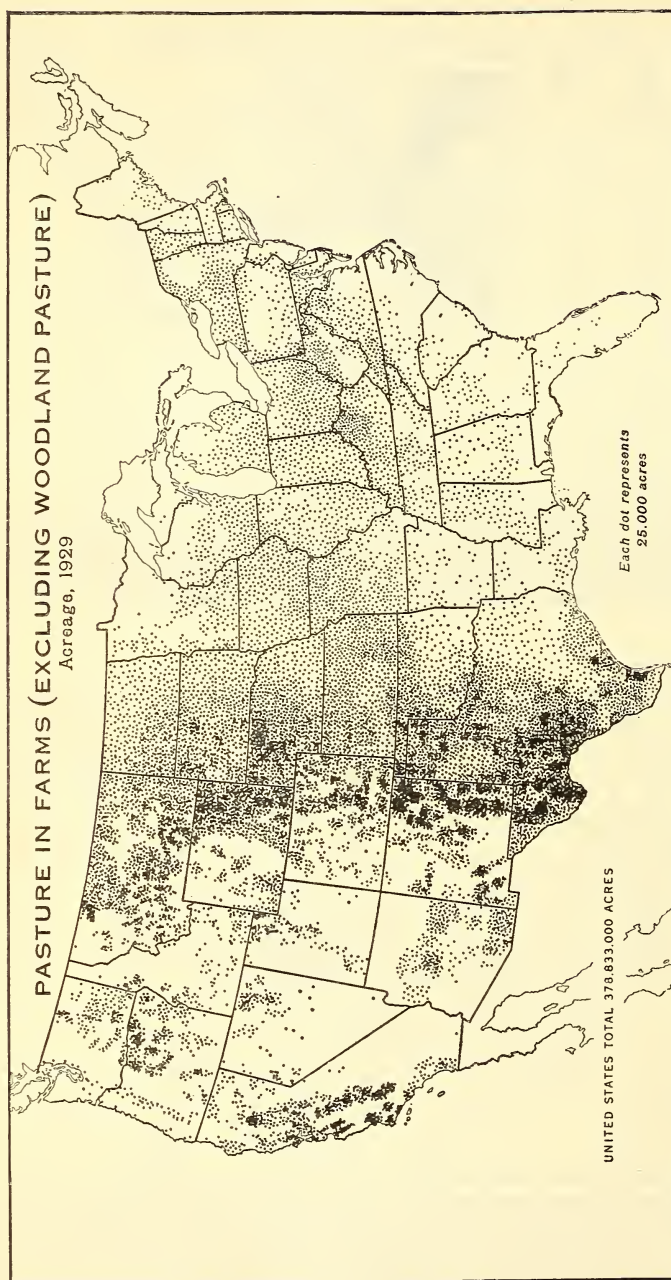 PASTURE IN FARMS (EXCLUDING WOODLAND PASTURE)
Acreage, 1929
Each dot represents
25.000 acres
UNITED STATES TOTAL 378.833.000 ACRES